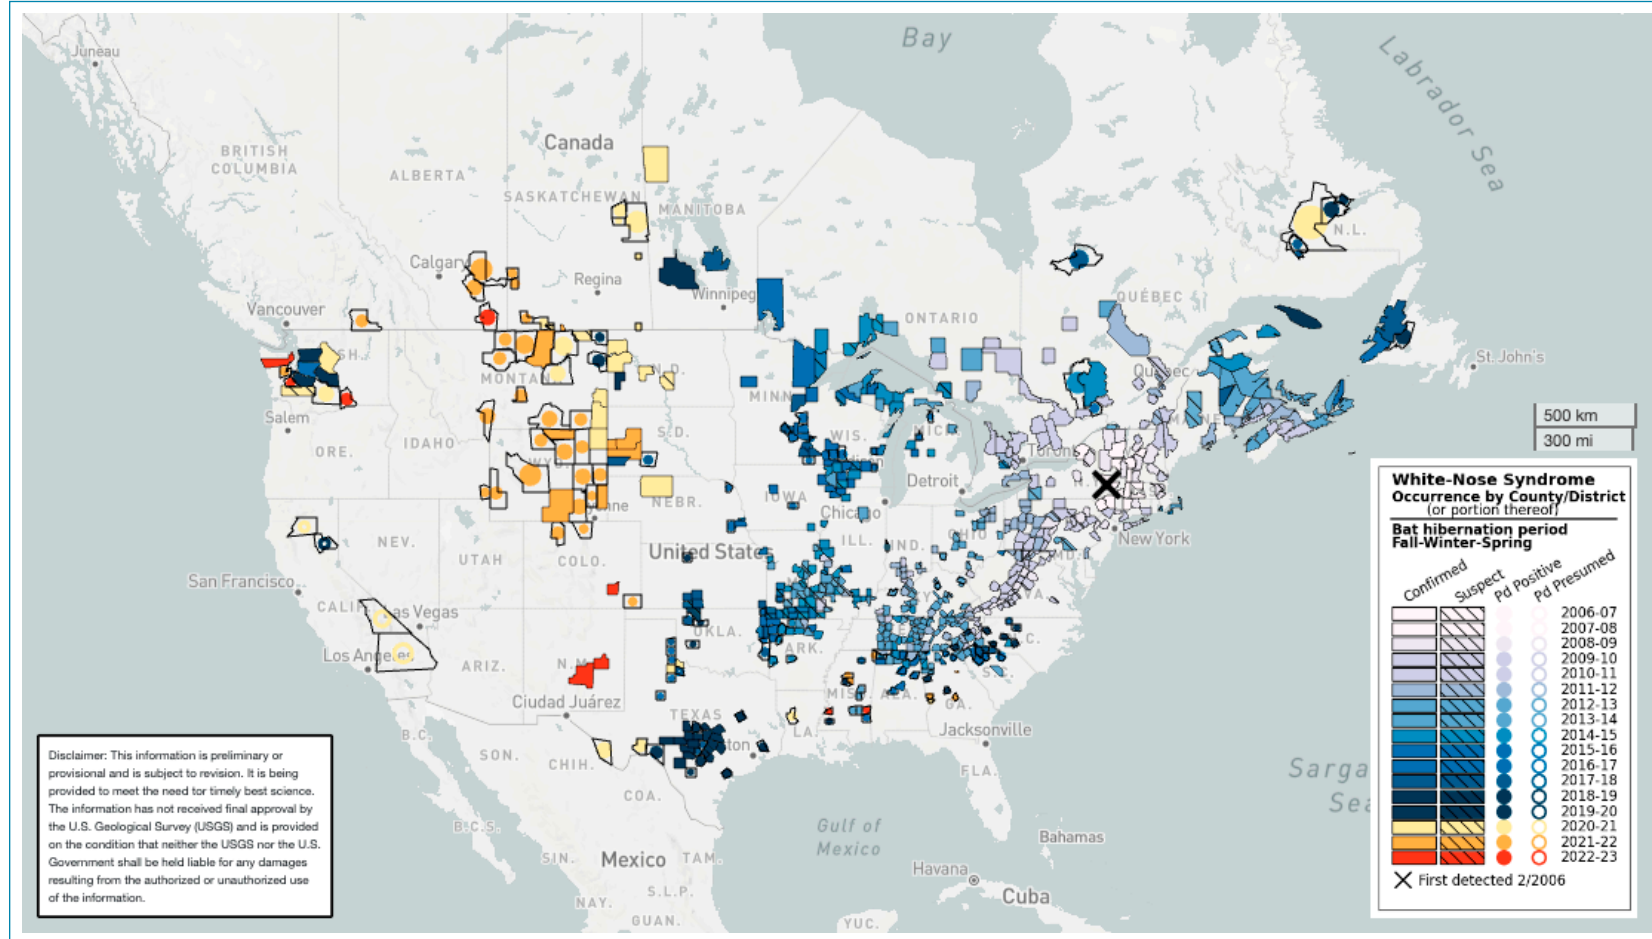 Bay
Labrador Sea
Juneau
Canada
BRITISH
COLUMBIA
ALBERTA
SASKATCHEWAN
MANITOBA
N.L.
Calgary
Regina
Winnipeg
QUÉBEC
ONTARIO
Vancouver
St. John's
Québec
MONTAN
N.D.
MINN
500 km
300 mi
Salem
ORE.
IDAHO
S.D.
WIS.
MICH
Toronto
Detroit
NEBR.
IOWA
Chicago
New York
NEV.
UTAH
COLO.
United States
ILL.
IND.
OHIO
MD.
San Francisco
CALIF.
Las Vegas
VA.
Los Angeles
ARIZ.
N.M.
OKLA.
ARK.
N.C.
S.C.
Ciudad Juárez
MISS
ALA.
GA.
TEXAS
LA.
Jacksonville
B.C.
SON.
CHIH.
ton
FLA.
COA.
Sarga
Sea
B.C.S.
Gulf of
Mexico
Bahamas
SIN.
Mexico
TAM.
Havana
Cuba
S.L.P.
NAY.
GUAN.
YUC.
Disclaimer: This information is preliminary or
provisional and is subject to revision. It is being
provided to meet the need tor timely best science.
The information has not received final approval by
the U.S. Geological Survey (USGS) and is provided
on the condition that neither the USGS nor the U.S.
Government shall be held liable for any damages
resulting from the authorized or unauthorized use
of the information.
White-Nose Syndrome
Occurrence by County/District
(or portion thereof)
Bat hibernation period
Fall-Winter-Spring
Confirmed
Suspect
Pd Positive
Pd Presumed
2006-07
2007-08
2008-09
2009-10
2010-11
2011-12
2012-13
2013-14
2014-15
2015-16
2016-17
2017-18
2018-19
2019-20
2020-21
2021-22
2022-23
First detected 2/2006